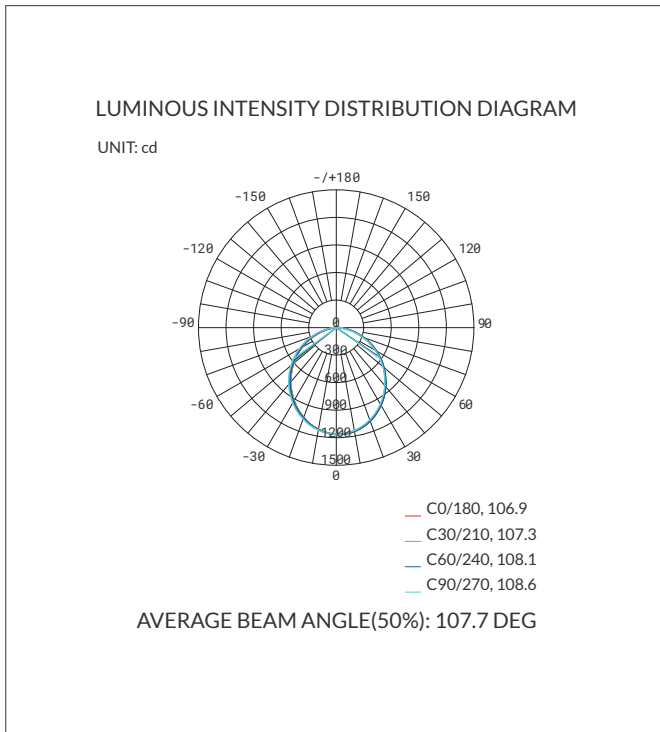 LUMINOUS INTENSITY DISTRIBUTION DIAGRAM
UNIT: cd
-/+180
-150 150
-120 120
-90 0 90
300
-60 600 60
900
-30 1200 30
1500
0
C0/180, 106.9
C30/210, 107.3
C60/240, 108.1
C90/270, 108.6
AVERAGE BEAM ANGLE(50%): 107.7 DEG